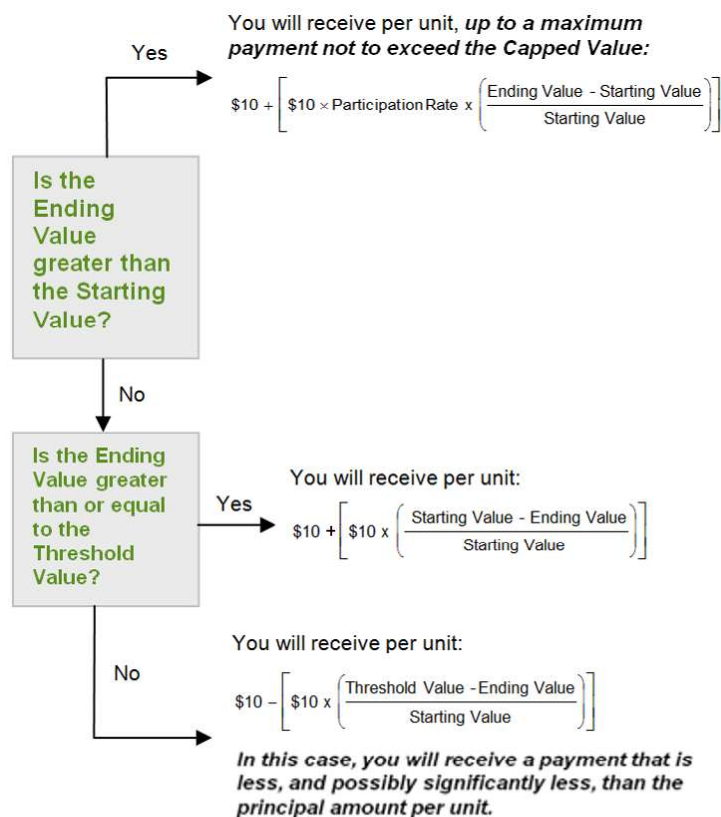 You will receive per unit, up to a maximum
payment not to exceed the Capped Value:
Yes
$10 + [ $10 × Participation Rate x ( Ending Value - Starting Value
Starting Value ) ]
Is the
Ending
Value
greater than
the Starting
Value?
No
Is the Ending
Value greater
than or equal
to the
Threshold
Value?
Yes
You will receive per unit:
$10 + [ $10 x ( Starting Value - Ending Value
Starting Value ) ]
No
You will receive per unit:
$10 – [ $10 x ( Threshold Value - Ending Value
Starting Value ) ]
In this case, you will receive a payment that is
less, and possibly significantly less, than the
principal amount per unit.